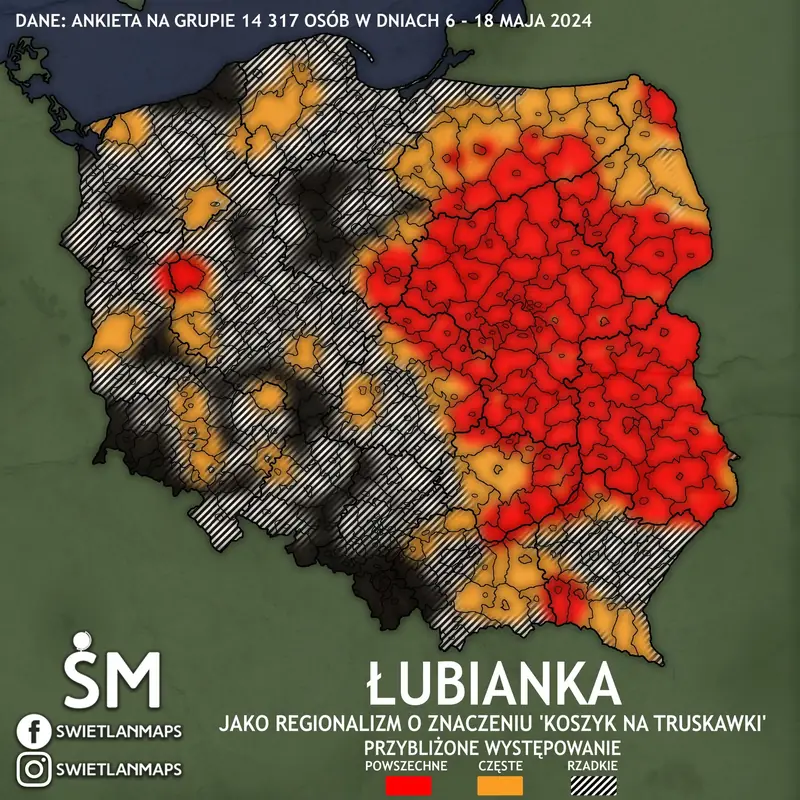 DANE: ANKIETA NA GRUPIE 14 317 OSÓB W DNIACH 6 - 18 MAJA 2024
ŚM
SWIETLANMAPS
SWIETLANMAPS
ŁUBIANKA
JAKO REGIONALIZM O ZNACZENIU 'KOSZYK NA TRUSKAWKI'
PRZYBLIŻONE WYSTĘPOWANIE
POWSZECHNE CZĘSTE RZADKIE